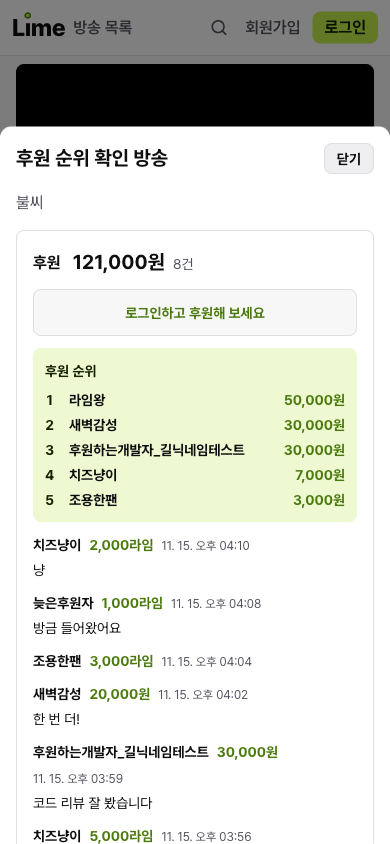 Lime 방송 목록 회원가입 로그인
후원 순위 확인 방송 닫기
불씨
후원 121,000원 8건
로그인하고 후원해 보세요
후원 순위
1 라임왕 50,000원
2 새벽감성 30,000원
3 후원하는개발자_길닉네임테스트 30,000원
4 치즈냥이 7,000원
5 조용한팬 3,000원
치즈냥이 2,000라임 11. 15. 오후 04:10
냥
늦은후원자 1,000라임 11. 15. 오후 04:08
방금 들어왔어요
조용한팬 3,000라임 11. 15. 오후 04:04
새벽감성 20,000원 11. 15. 오후 04:02
한 번 더!
후원하는개발자_길닉네임테스트 30,000원
11. 15. 오후 03:59
코드 리뷰 잘 봤습니다
치즈냥이 5,000라임 11. 15. 오후 03:56